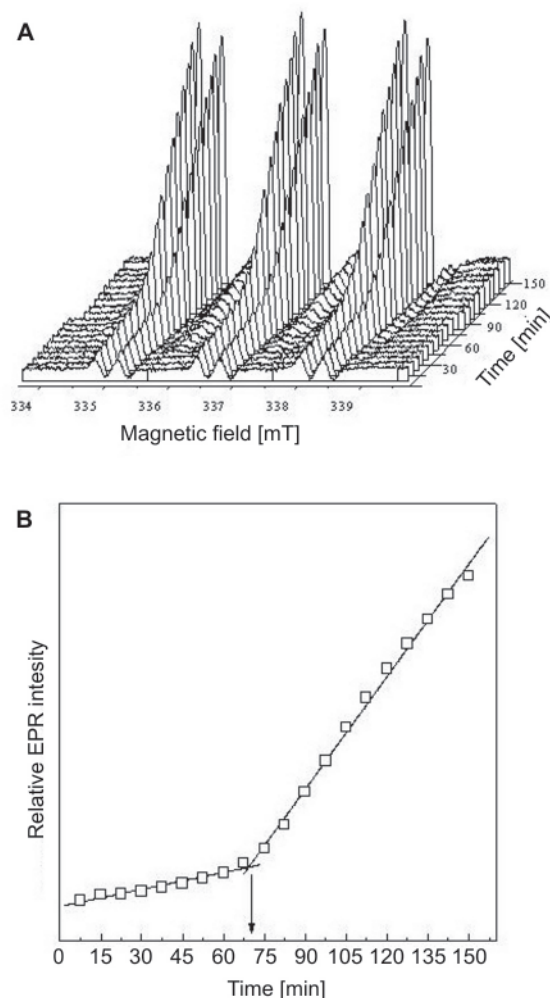 A
150
120
90
60
30
Time [min]
334 335 336 337 338 339
Magnetic field [mT]
B
Relative EPR intesity
0 15 30 45 60 75 90 105 120 135 150
Time [min]